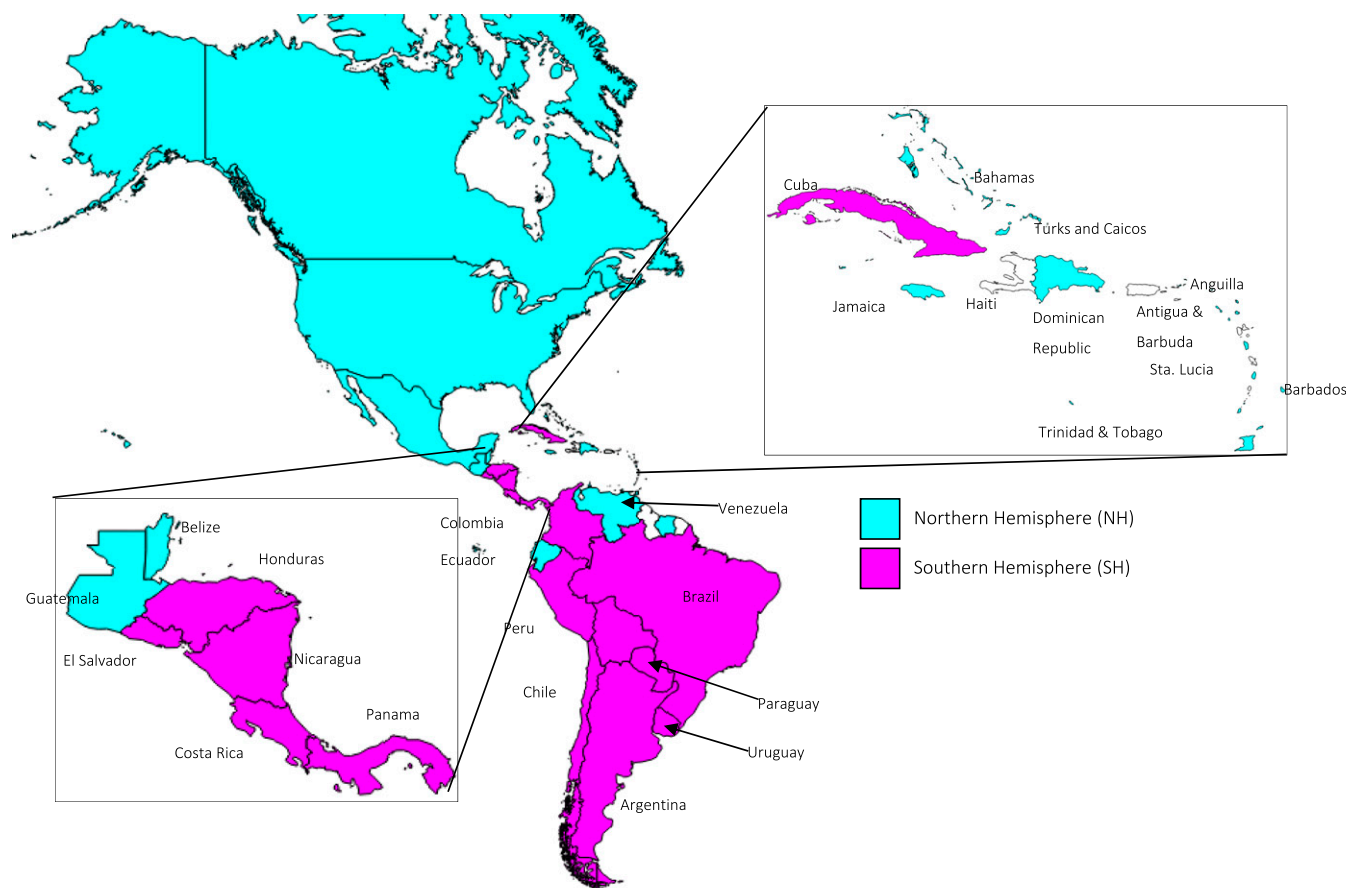 Cuba
Bahamas
Turks and Caicos
Jamaica
Haiti
Dominican
Republic
Anguilla
Antigua &
Barbuda
Sta. Lucia
Barbados
Trinidad & Tobago
Venezuela
Colombia
Ecuador
Northern Hemisphere (NH)
Southern Hemisphere (SH)
Belize
Honduras
Guatemala
El Salvador
Nicaragua
Panama
Costa Rica
Brazil
Peru
Chile
Paraguay
Uruguay
Argentina